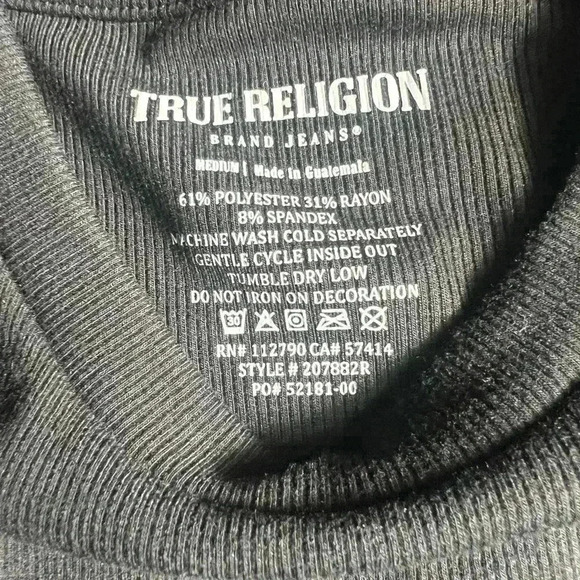 TRUE RELIGION
BRAND JEANS®
MEDIUM | Made in Guatemala
61% POLYESTER 31% RAYON
8% SPANDEX
MACHINE WASH COLD SEPARATELY
GENTLE CYCLE INSIDE OUT
TUMBLE DRY LOW
DO NOT IRON ON DECORATION
30
RN# 112790 CA# 57414
STYLE # 207882R
PO# 52181-00